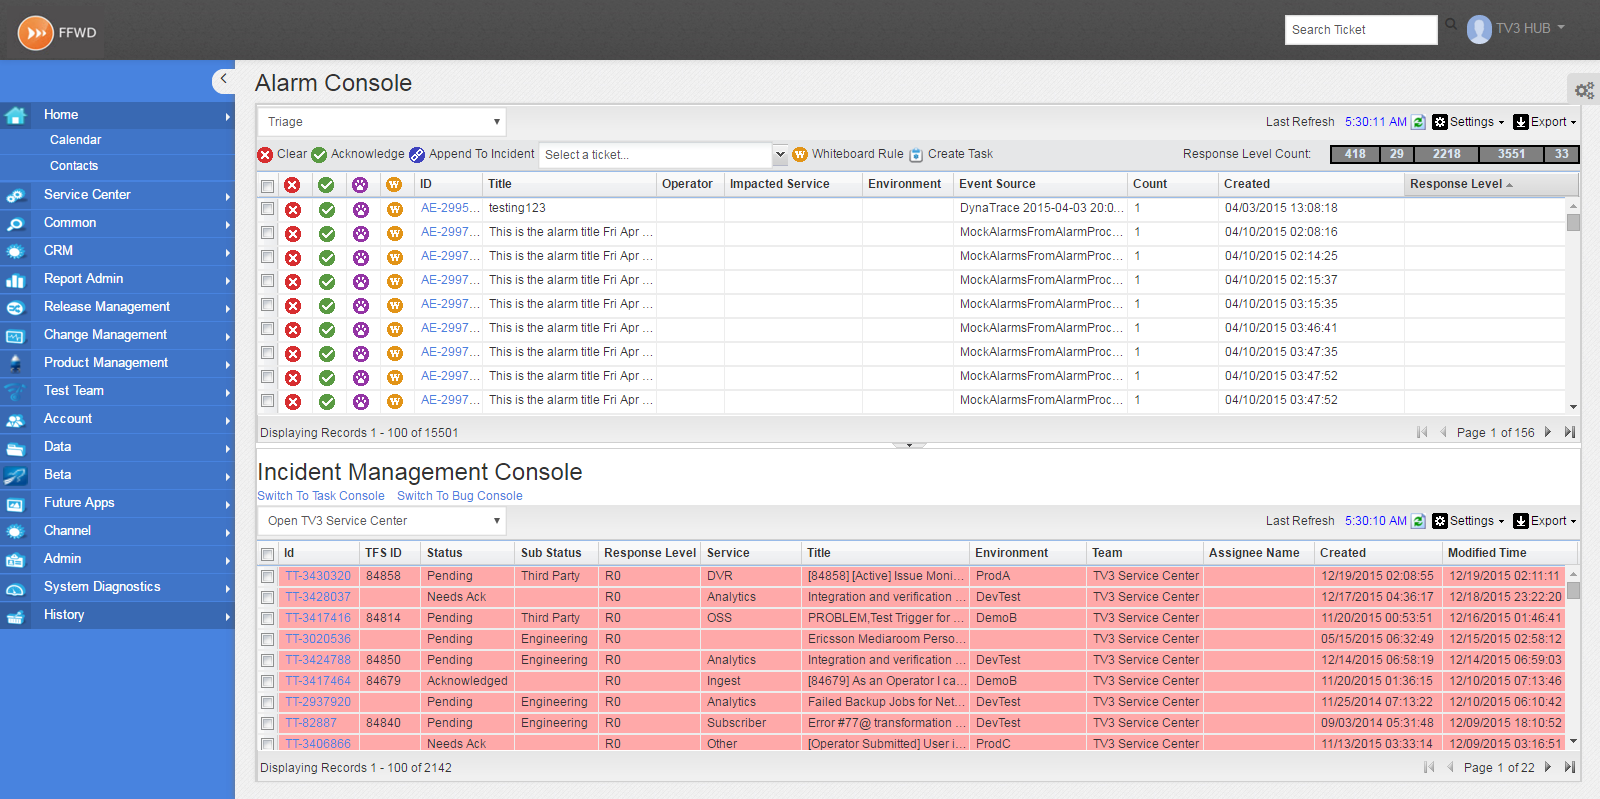 FFWD
Search Ticket
TV3 HUB
Home
Calendar
Contacts
Service Center
Common
CRM
Report Admin
Release Management
Change Management
Product Management
Test Team
Account
Data
Beta
Future Apps
Channel
Admin
System Diagnostics
History
Alarm Console
Triage
Last Refresh 5:30:11 AM Settings Export
Clear Acknowledge Append To Incident Select a ticket... W Whiteboard Rule Create Task Response Level Count: 418 29 2218 3551 33
W ID Title Operator Impacted Service Environment Event Source Count Created Response Level
W AE-2995... testing123 DynaTrace 2015-04-03 20:0... 1 04/03/2015 13:08:18
W AE-2997... This is the alarm title Fri Apr ... MockAlarmsFromAlarmProc... 1 04/10/2015 02:08:16
W AE-2997... This is the alarm title Fri Apr ... MockAlarmsFromAlarmProc... 1 04/10/2015 02:14:25
W AE-2997... This is the alarm title Fri Apr ... MockAlarmsFromAlarmProc... 1 04/10/2015 02:15:37
W AE-2997... This is the alarm title Fri Apr ... MockAlarmsFromAlarmProc... 1 04/10/2015 03:15:35
W AE-2997... This is the alarm title Fri Apr ... MockAlarmsFromAlarmProc... 1 04/10/2015 03:46:41
W AE-2997... This is the alarm title Fri Apr ... MockAlarmsFromAlarmProc... 1 04/10/2015 03:47:35
W AE-2997... This is the alarm title Fri Apr ... MockAlarmsFromAlarmProc... 1 04/10/2015 03:47:52
W AE-2997... This is the alarm title Fri Apr ... MockAlarmsFromAlarmProc... 1 04/10/2015 03:47:52
Displaying Records 1 - 100 of 15501 Page 1 of 156
Incident Management Console
Switch To Task Console Switch To Bug Console
Open TV3 Service Center
Last Refresh 5:30:10 AM Settings Export
Id TFS ID Status Sub Status Response Level Service Title Environment Team Assignee Name Created Modified Time
TT-3430320 84858 Pending Third Party R0 DVR [84858] [Active] Issue Moni... ProdA TV3 Service Center 12/19/2015 02:08:55 12/19/2015 02:11:11
TT-3428037 Needs Ack R0 Analytics Integration and verification ... DevTest TV3 Service Center 12/17/2015 04:36:17 12/18/2015 23:22:20
TT-3417416 84814 Pending Third Party R0 OSS PROBLEM,Test Trigger for ... DemoB TV3 Service Center 11/20/2015 00:53:51 12/16/2015 01:46:41
TT-3020536 Pending Engineering R0 Ericsson Mediaroom Perso... TV3 Service Center 05/15/2015 06:32:49 12/15/2015 02:58:12
TT-3424788 84850 Pending Engineering R0 Analytics Integration and verification ... DevTest TV3 Service Center 12/14/2015 06:58:19 12/14/2015 06:59:03
TT-3417464 84679 Acknowledged R0 Ingest [84679] As an Operator I ca... DemoB TV3 Service Center 11/20/2015 01:36:15 12/10/2015 07:13:46
TT-2937920 Pending Engineering R0 Analytics Failed Backup Jobs for Net... DevTest TV3 Service Center 11/25/2014 07:13:22 12/10/2015 06:10:42
TT-82887 84840 Pending Engineering R0 Subscriber Error #77@ transformation ... DevTest TV3 Service Center 09/03/2014 05:31:48 12/09/2015 18:10:52
TT-3406866 Needs Ack R0 Other [Operator Submitted] User i... ProdC TV3 Service Center 11/13/2015 03:33:14 12/09/2015 03:16:51
Displaying Records 1 - 100 of 2142 Page 1 of 22